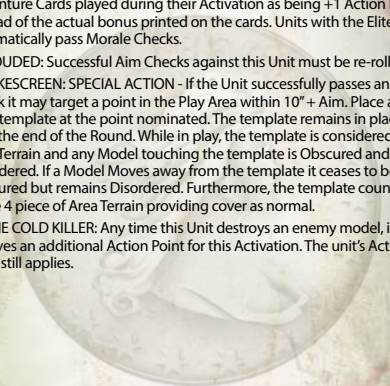 nture Cards played during their Activation as being +1 Action
ad of the actual bonus printed on the cards. Units with the Elite
matically pass Morale Checks.
OUDED: Successful Aim Checks against this Unit must be re-roll
KESCREEN: SPECIAL ACTION - If the Unit successfully passes an
k it may target a point in the Play Area within 10” + Aim. Place a
template at the point nominated. The template remains in plac
the end of the Round. While in play, the template is considered
Terrain and any Model touching the template is Obscured and
dered. If a Model Moves away from the template it ceases to be
ured but remains Disordered. Furthermore, the template coun
e 4 piece of Area Terrain providing cover as normal.
NE COLD KILLER: Any time this Unit destroys an enemy model, i
ves an additional Action Point for this Activation. The unit’s Act
still applies.